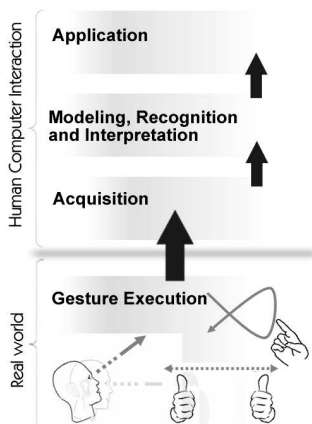 Human Computer Interaction
Application
Modeling, Recognition
and Interpretation
Acquisition
Real world
Gesture Execution